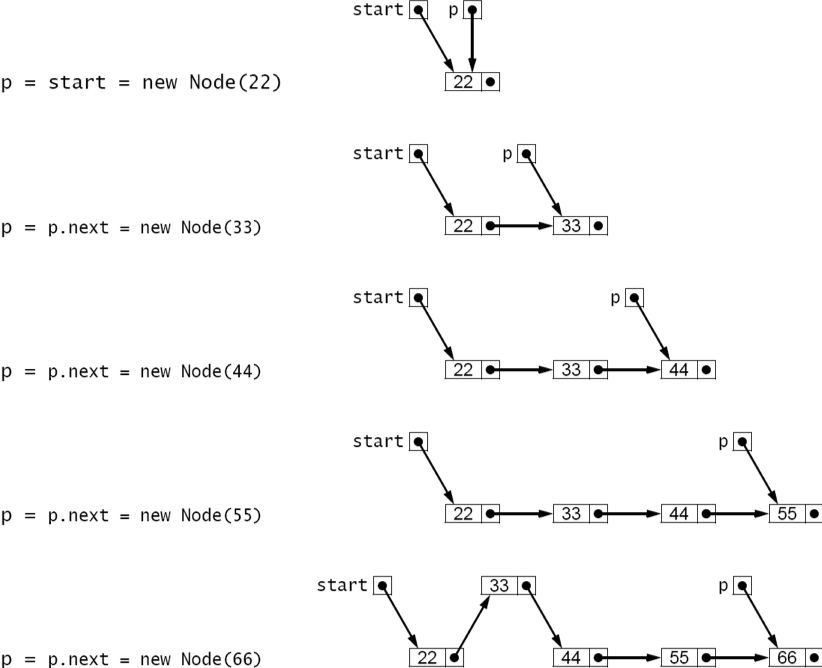 start p
p = start = new Node(22) 22
start p
p = p.next = new Node(33) 22 33
start p
p = p.next = new Node(44) 22 33 44
start p
p = p.next = new Node(55) 22 33 44 55
start 33 p
p = p.next = new Node(66) 22 44 55 66